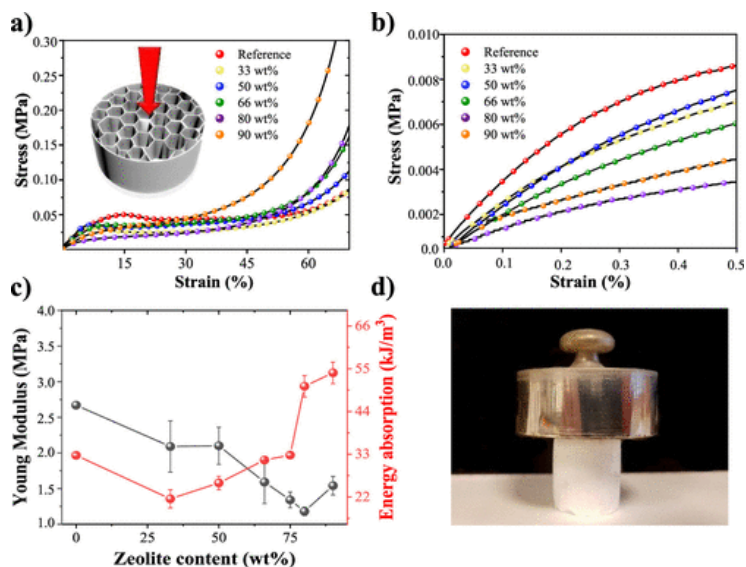 a)
0.30
0.25
0.20
0.15
0.10
0.05
Stress (MPa)
Reference
33 wt%
50 wt%
66 wt%
80 wt%
90 wt%
15
30
45
60
Strain (%)
b)
0.010
0.008
0.006
0.004
0.002
0.000
Stress (MPa)
Reference
33 wt%
50 wt%
66 wt%
80 wt%
90 wt%
0.0
0.1
0.2
0.3
0.4
0.5
Strain (%)
c)
4.0
3.5
3.0
2.5
2.0
1.5
1.0
Young Modulus (MPa)
66
55
44
33
22
Energy absorption (kJ/m³)
0
25
50
75
Zeolite content (wt%)
d)